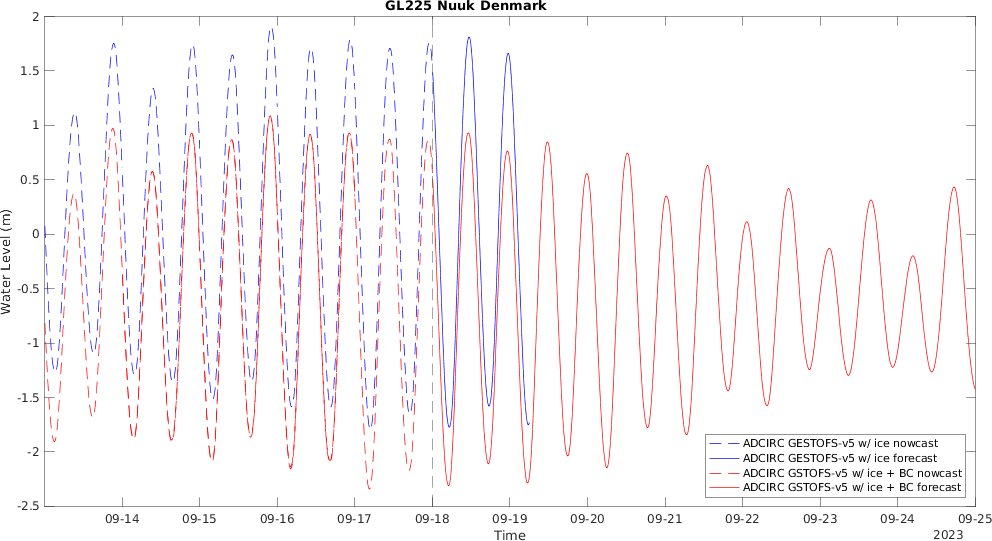 GL225 Nuuk Denmark
2
1.5
1
0.5
0
-0.5
-1
-1.5
-2
-2.5
Water Level (m)
ADCIRC GESTOFS-v5 w/ ice nowcast
ADCIRC GESTOFS-v5 w/ ice forecast
ADCIRC GSTOFS-v5 w/ ice + BC nowcast
ADCIRC GSTOFS-v5 w/ ice + BC forecast
09-14 09-15 09-16 09-17 09-18 09-19 09-20 09-21 09-22 09-23 09-24 09-25
Time
2023